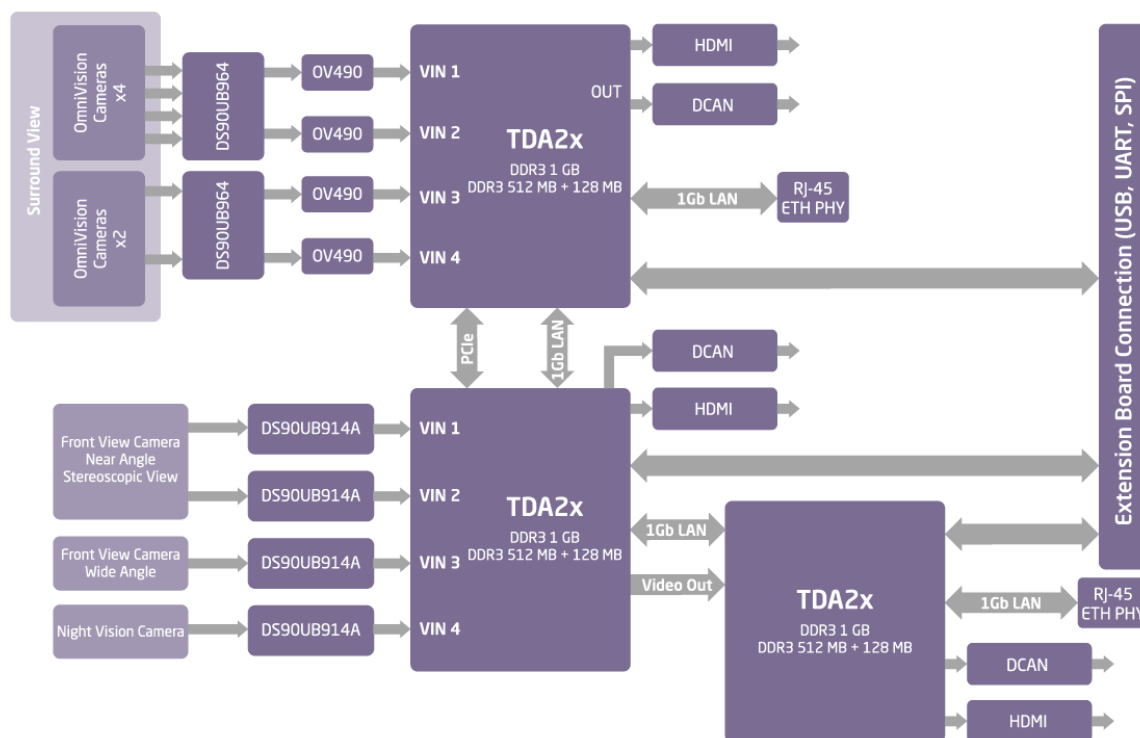 Surround View
OmniVision
Cameras
x4
DS90UB964
OV490
OV490
OmniVision
Cameras
x2
DS90UB964
OV490
OV490
VIN 1
VIN 2
VIN 3
VIN 4
OUT
TDA2x
DDR3 1 GB
DDR3 512 MB + 128 MB
HDMI
DCAN
1Gb LAN
RJ-45
ETH PHY
Extension Board Connection (USB, UART, SPI)
PCIe
1Gb LAN
DCAN
HDMI
Front View Camera
Near Angle
Stereoscopic View
DS90UB914A
DS90UB914A
Front View Camera
Wide Angle
DS90UB914A
Night Vision Camera
DS90UB914A
VIN 1
VIN 2
VIN 3
VIN 4
TDA2x
DDR3 1 GB
DDR3 512 MB + 128 MB
1Gb LAN
Video Out
TDA2x
DDR3 1 GB
DDR3 512 MB + 128 MB
1Gb LAN
RJ-45
ETH PHY
DCAN
HDMI